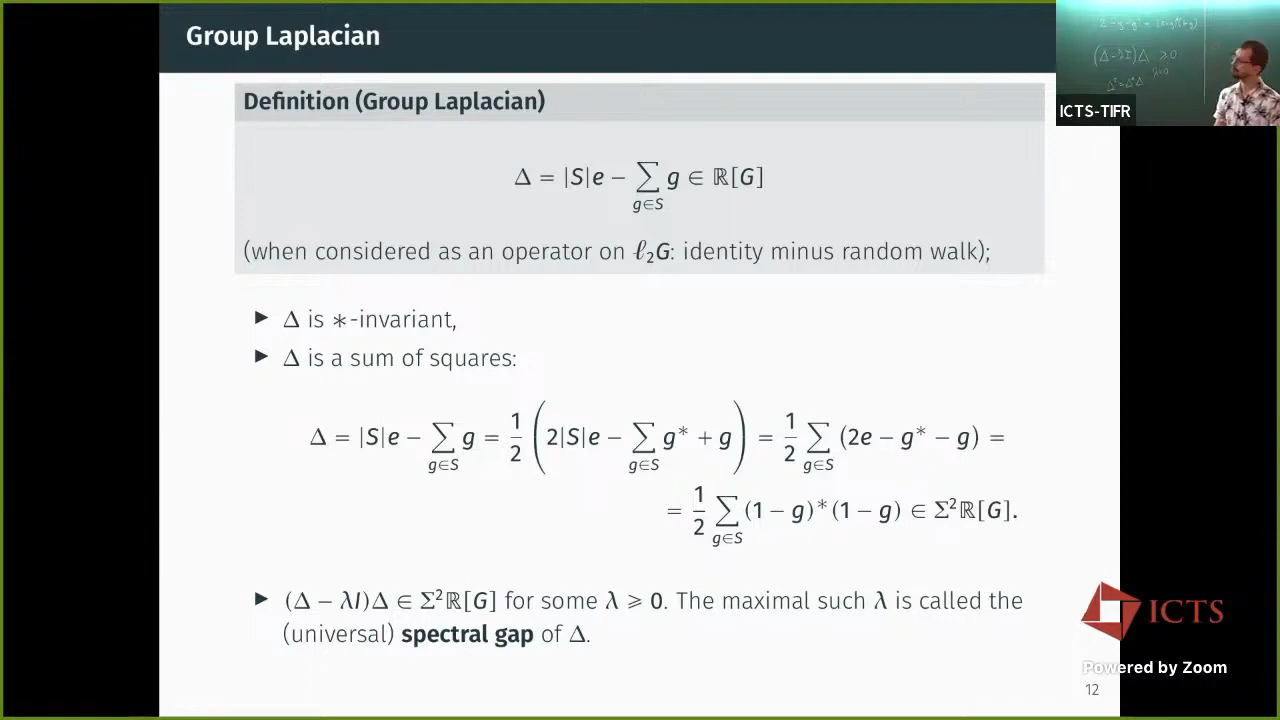 Group Laplacian
Definition (Group Laplacian)
Δ = |S|e − ∑_{g∈S} g ∈ ℝ[G]
(when considered as an operator on ℓ₂G: identity minus random walk);
▶ Δ is ∗-invariant,
▶ Δ is a sum of squares:
Δ = |S|e − ∑_{g∈S} g = 1/2 (2|S|e − ∑_{g∈S} g* + g) = 1/2 ∑_{g∈S} (2e − g* − g) =
= 1/2 ∑_{g∈S} (1 − g)*(1 − g) ∈ Σ²ℝ[G].
▶ (Δ − λI)Δ ∈ Σ²ℝ[G] for some λ ⩾ 0. The maximal such λ is called the
(universal) spectral gap of Δ.
12
(Δ-λI)Δ ⩾ 0
ICTS-TIFR
ICTS
Powered by Zoom